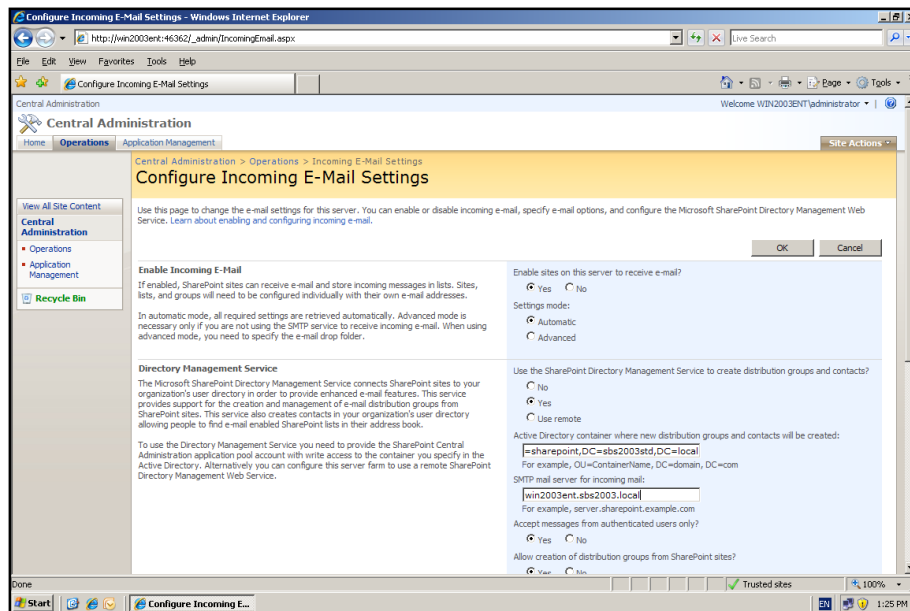 Configure Incoming E-Mail Settings - Windows Internet Explorer
http://win2003ent:46362/_admin/IncomingEmail.aspx
Live Search
File Edit View Favorites Tools Help
Configure Incoming E-Mail Settings
Page Tools
Central Administration
Welcome WIN2003ENT\administrator
Central Administration
Home Operations Application Management
Site Actions
Central Administration > Operations > Incoming E-Mail Settings
Configure Incoming E-Mail Settings
View All Site Content
Central
Administration
Operations
Application
Management
Recycle Bin
Use this page to change the e-mail settings for this server. You can enable or disable incoming e-mail, specify e-mail options, and configure the Microsoft SharePoint Directory Management Web
Service. Learn about enabling and configuring incoming e-mail.
OK Cancel
Enable Incoming E-Mail
If enabled, SharePoint sites can receive e-mail and store incoming messages in lists. Sites,
lists, and groups will need to be configured individually with their own e-mail addresses.
In automatic mode, all required settings are retrieved automatically. Advanced mode is
necessary only if you are not using the SMTP service to receive incoming e-mail. When using
advanced mode, you need to specify the e-mail drop folder.
Enable sites on this server to receive e-mail?
Yes No
Settings mode:
Automatic
Advanced
Directory Management Service
The Microsoft SharePoint Directory Management Service connects SharePoint sites to your
organization's user directory in order to provide enhanced e-mail features. This service
provides support for the creation and management of e-mail distribution groups from
SharePoint sites. This service also creates contacts in your organization's user directory
allowing people to find e-mail enabled SharePoint lists in their address book.
To use the Directory Management Service you need to provide the SharePoint Central
Administration application pool account with write access to the container you specify in the
Active Directory. Alternatively you can configure this server farm to use a remote SharePoint
Directory Management Web Service.
Use the SharePoint Directory Management Service to create distribution groups and contacts?
No
Yes
Use remote
Active Directory container where new distribution groups and contacts will be created:
=sharepoint,DC=sbs2003std,DC=local
For example, OU=ContainerName, DC=domain, DC=com
SMTP mail server for incoming mail:
win2003ent.sbs2003.local
For example, server.sharepoint.example.com
Accept messages from authenticated users only?
Yes No
Allow creation of distribution groups from SharePoint sites?
Yes No
Done
Trusted sites
100%
Start
Configure Incoming E...
EN
1:25 PM